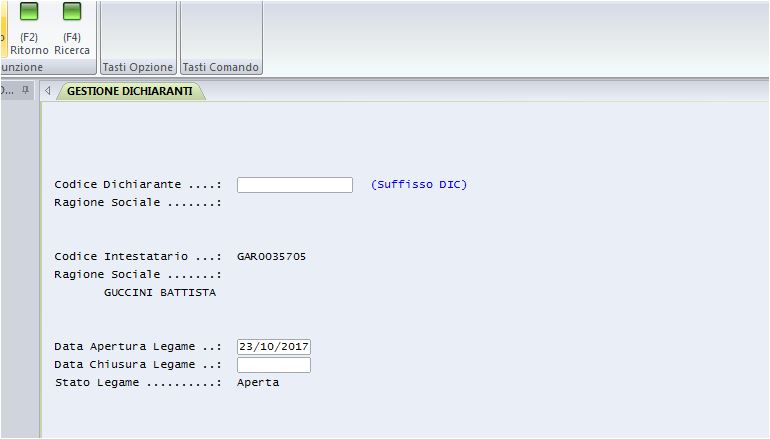 (F2) (F4)
Ritorno Ricerca
unzione Tasti Opzione Tasti Comando
GESTIONE DICHIARANTI
Codice Dichiarante ....: (Suffisso DIC)
Ragione Sociale .......:
Codice Intestatario ...: GAR0035705
Ragione Sociale .......:
GUCCINI BATTISTA
Data Apertura Legame ..: 23/10/2017
Data Chiusura Legame ..:
Stato Legame ..........: Aperta